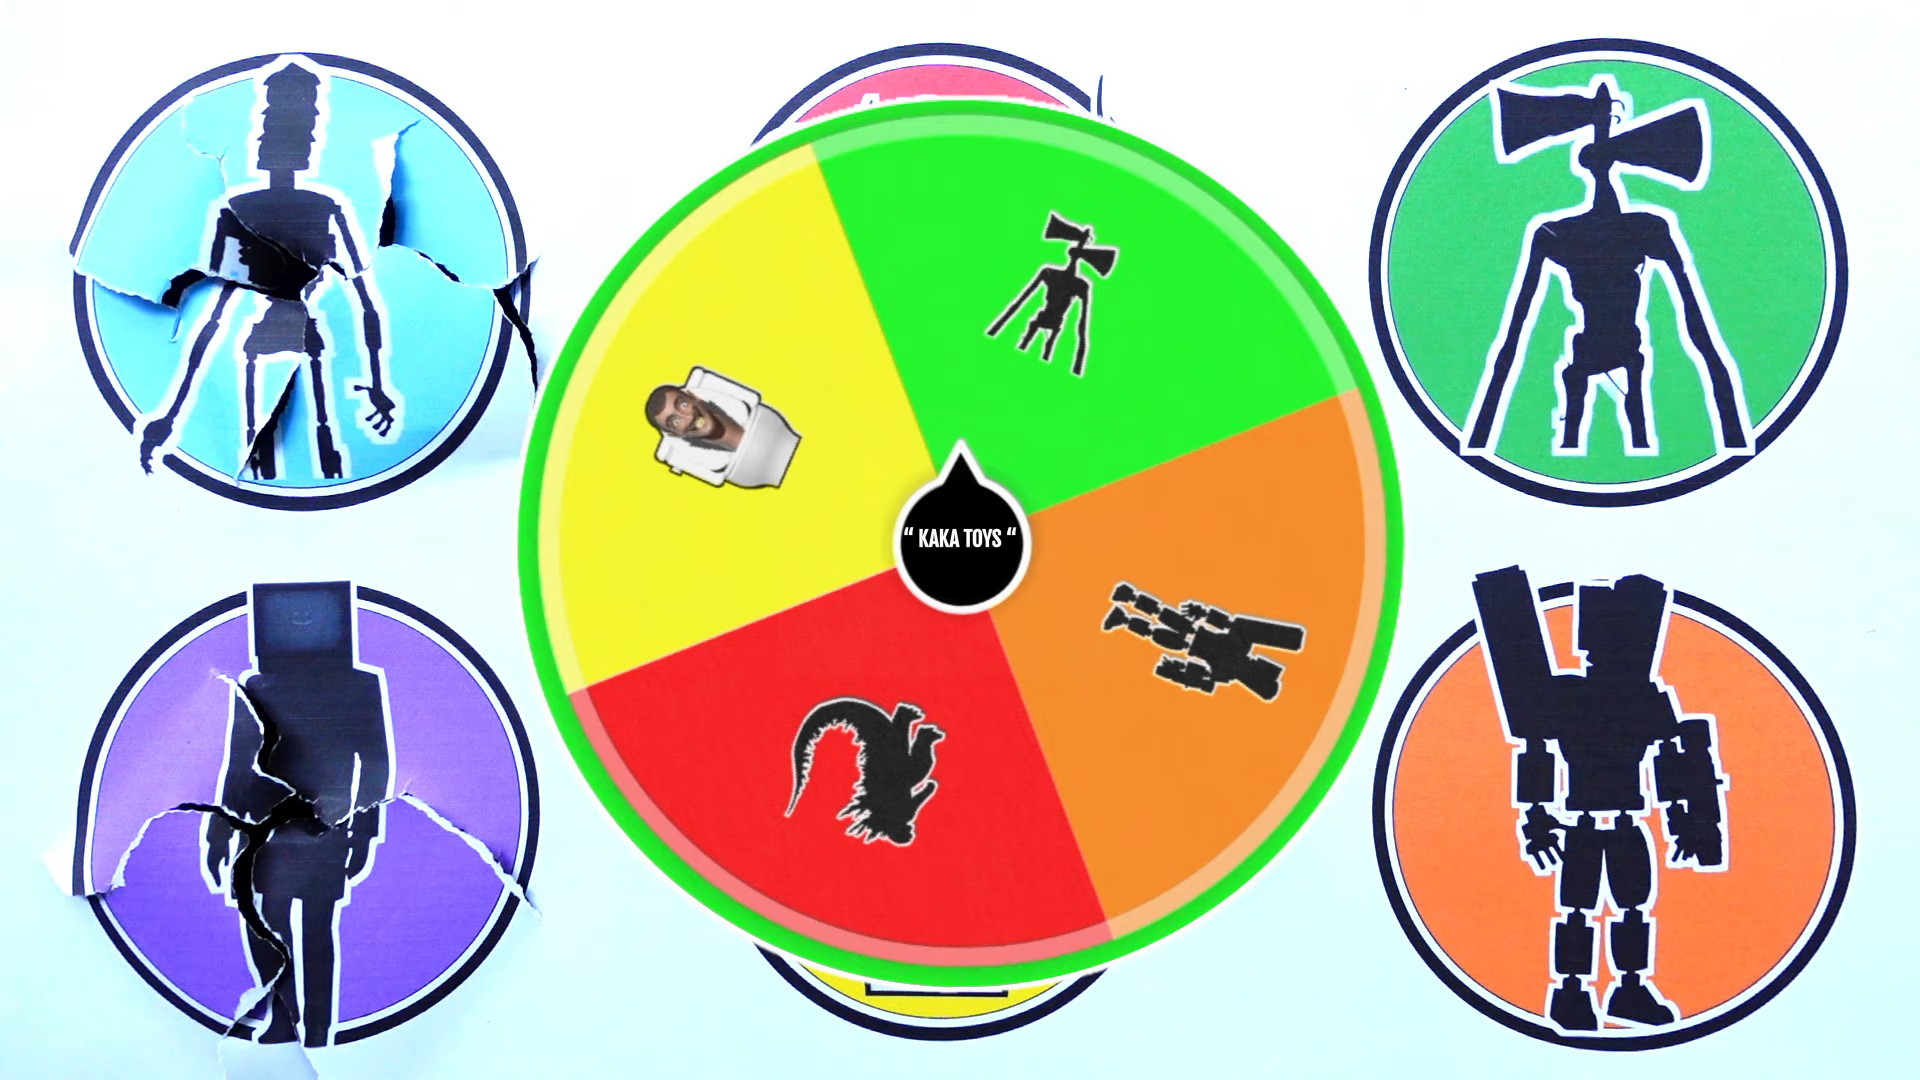 “ KAKA TOYS “